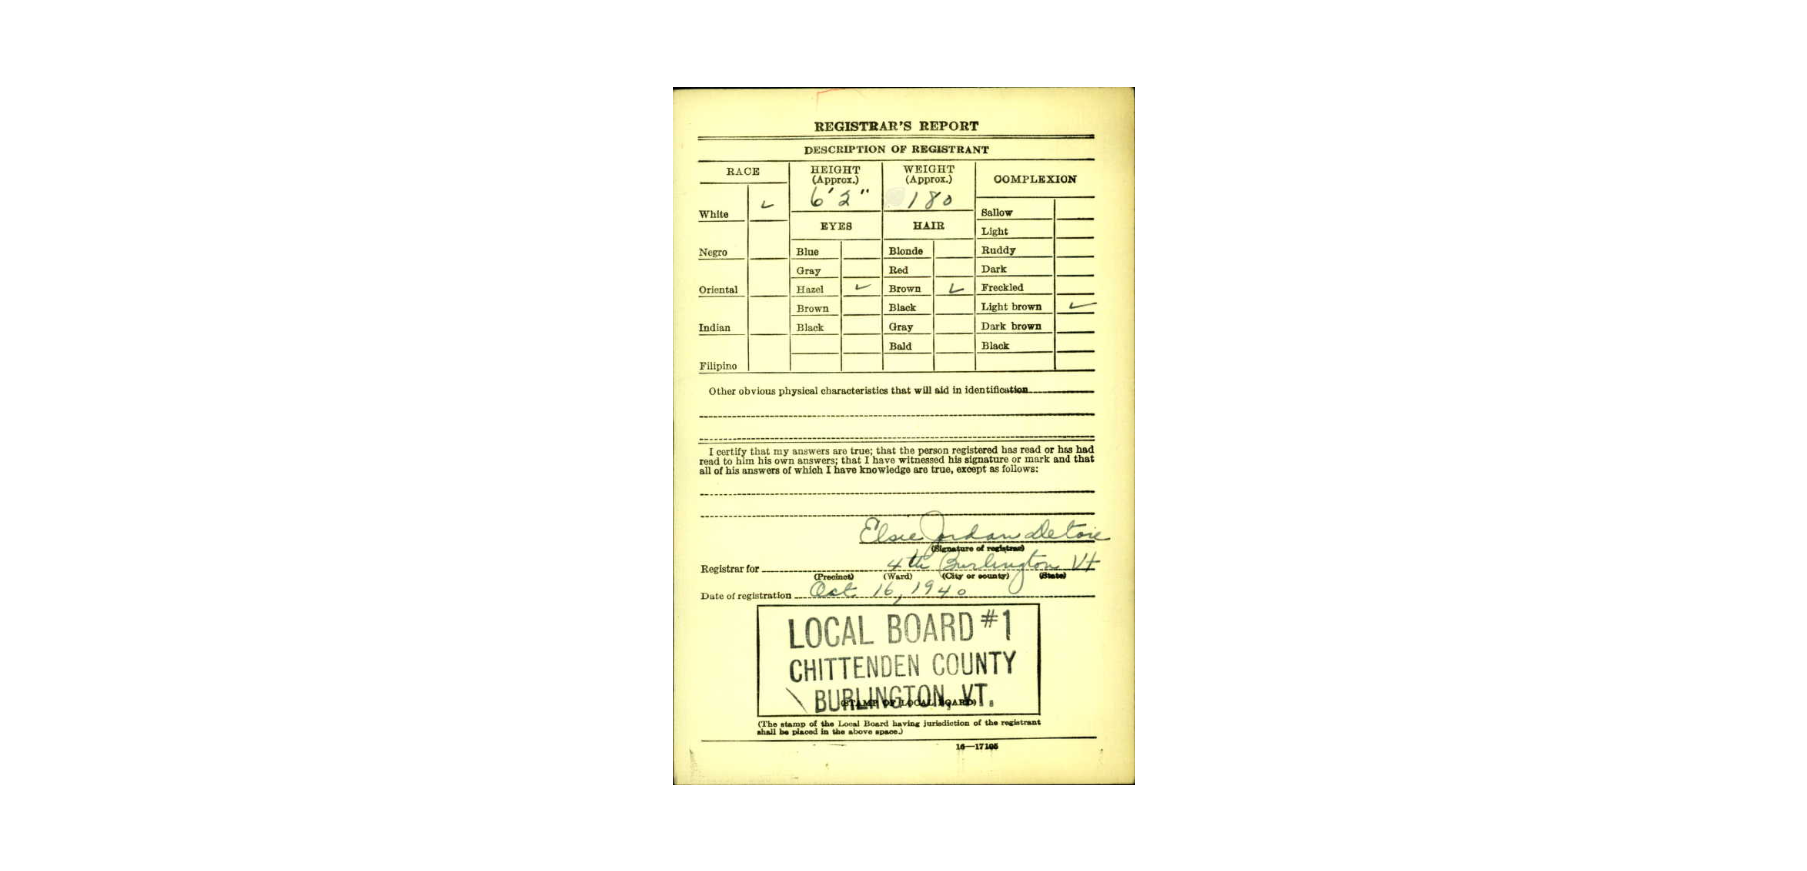 REGISTRAR'S REPORT
DESCRIPTION OF REGISTRANT
RACE
HEIGHT (Approx.)
WEIGHT (Approx.)
COMPLEXION
6' 2"
180
White ✓
EYES
HAIR
Sallow
Light
Negro
Blue
Blonde
Ruddy
Gray
Red
Dark
Oriental
Hazel ✓
Brown ✓
Freckled
Brown
Black
Light brown ✓
Indian
Black
Gray
Dark brown
Bald
Black
Filipino
Other obvious physical characteristics that will aid in identification
I certify that my answers are true; that the person registered has read or has had
read to him his own answers; that I have witnessed his signature or mark and that
all of his answers of which I have knowledge are true, except as follows:
Elsie Jordan
(Signature of registrar)
Registrar for 4th Burlington Vt
(Precinct) (Ward) (City or county) (State)
Date of registration Oct. 16, 1940
LOCAL BOARD #1
CHITTENDEN COUNTY
BURLINGTON, VT.
(STAMP OF LOCAL BOARD)
(The stamp of the Local Board having jurisdiction of the registrant
shall be placed in the above space.)
16—17105